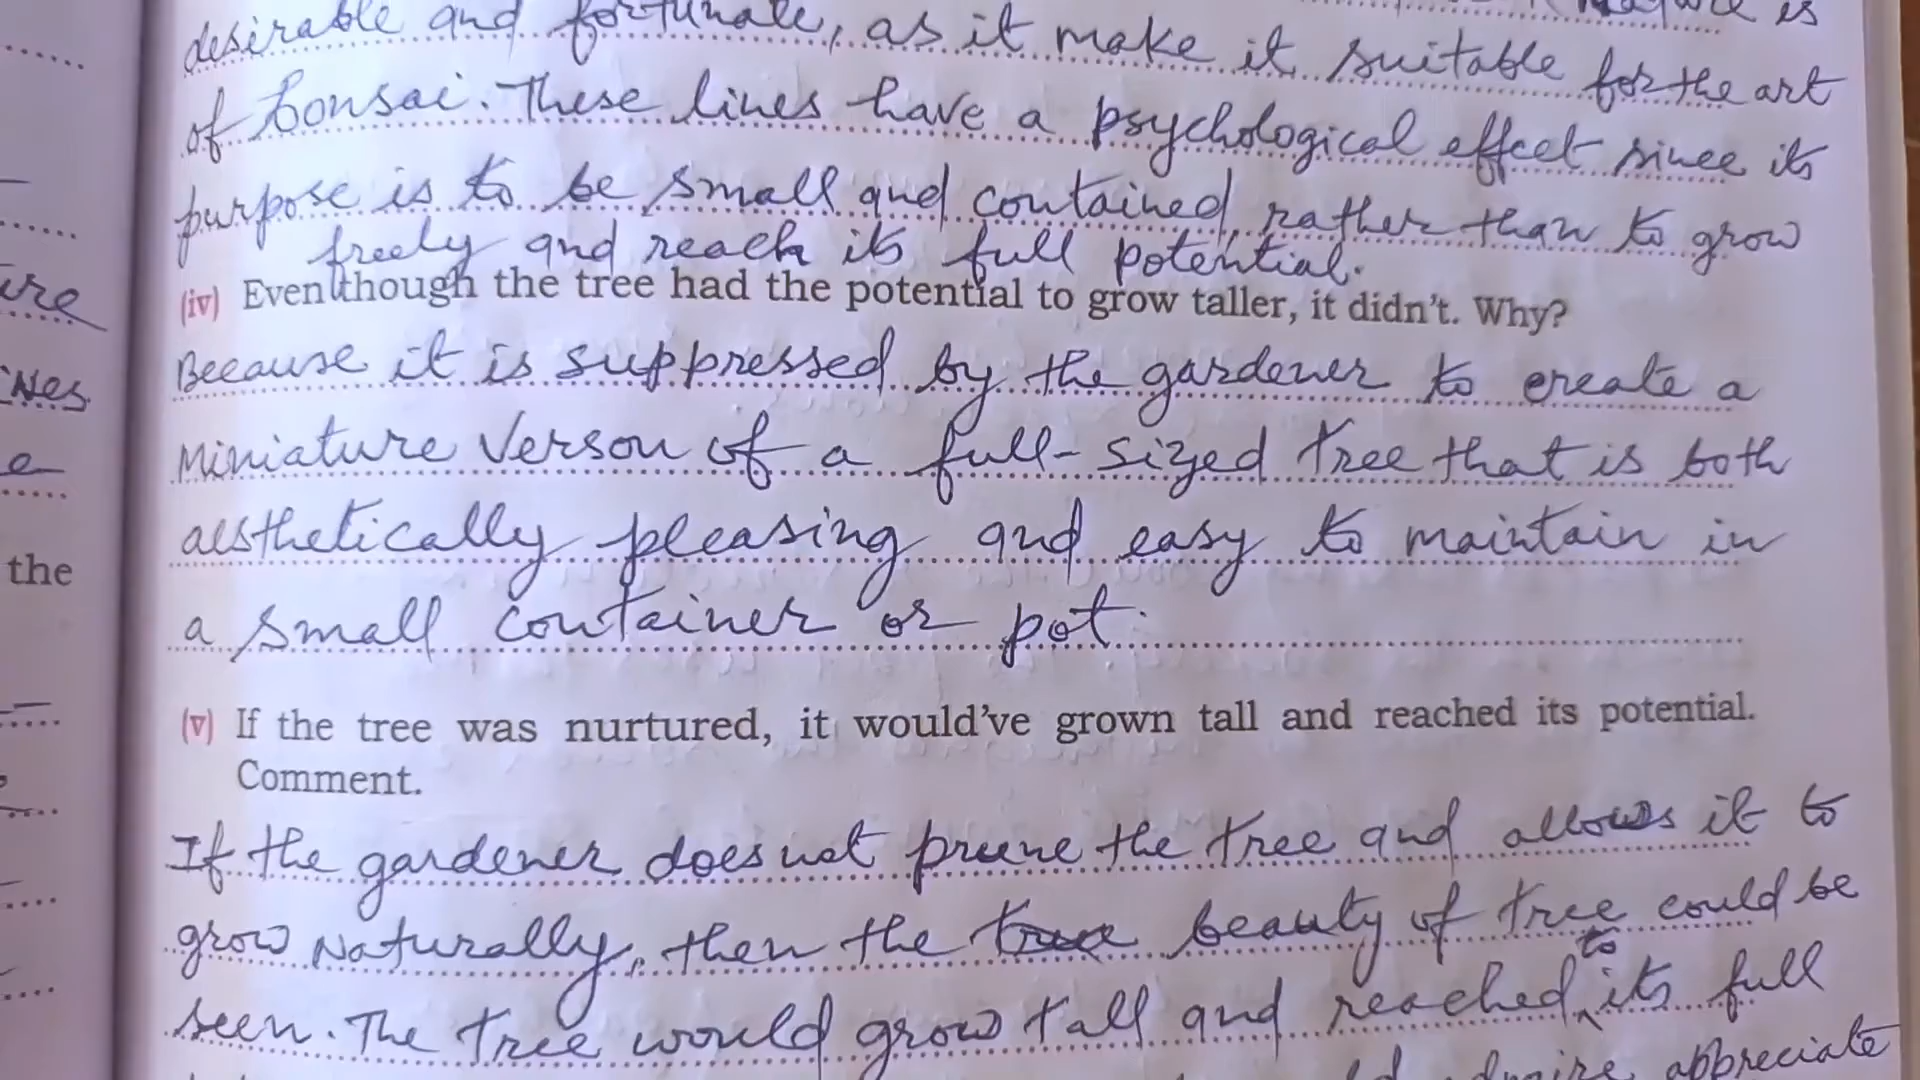 is
desirable and fortunate, as it make it suitable for the art
of bonsai. These lines have a psychological effect since its
purpose is to be small and contained, rather than to grow
freely and reach its full potential.
(iv) Even though the tree had the potential to grow taller, it didn't. Why?
Because it is suppressed by the gardener to create a
miniature verson of a full-sized tree that is both
aesthetically pleasing and easy to maintain in
a small container or pot.
the
(v) If the tree was nurtured, it would've grown tall and reached its potential.
Comment.
If the gardener does not prune the tree and allows it to
grow naturally, then the beauty of tree could be
seen. The tree would grow tall and reached to its full
appreciate